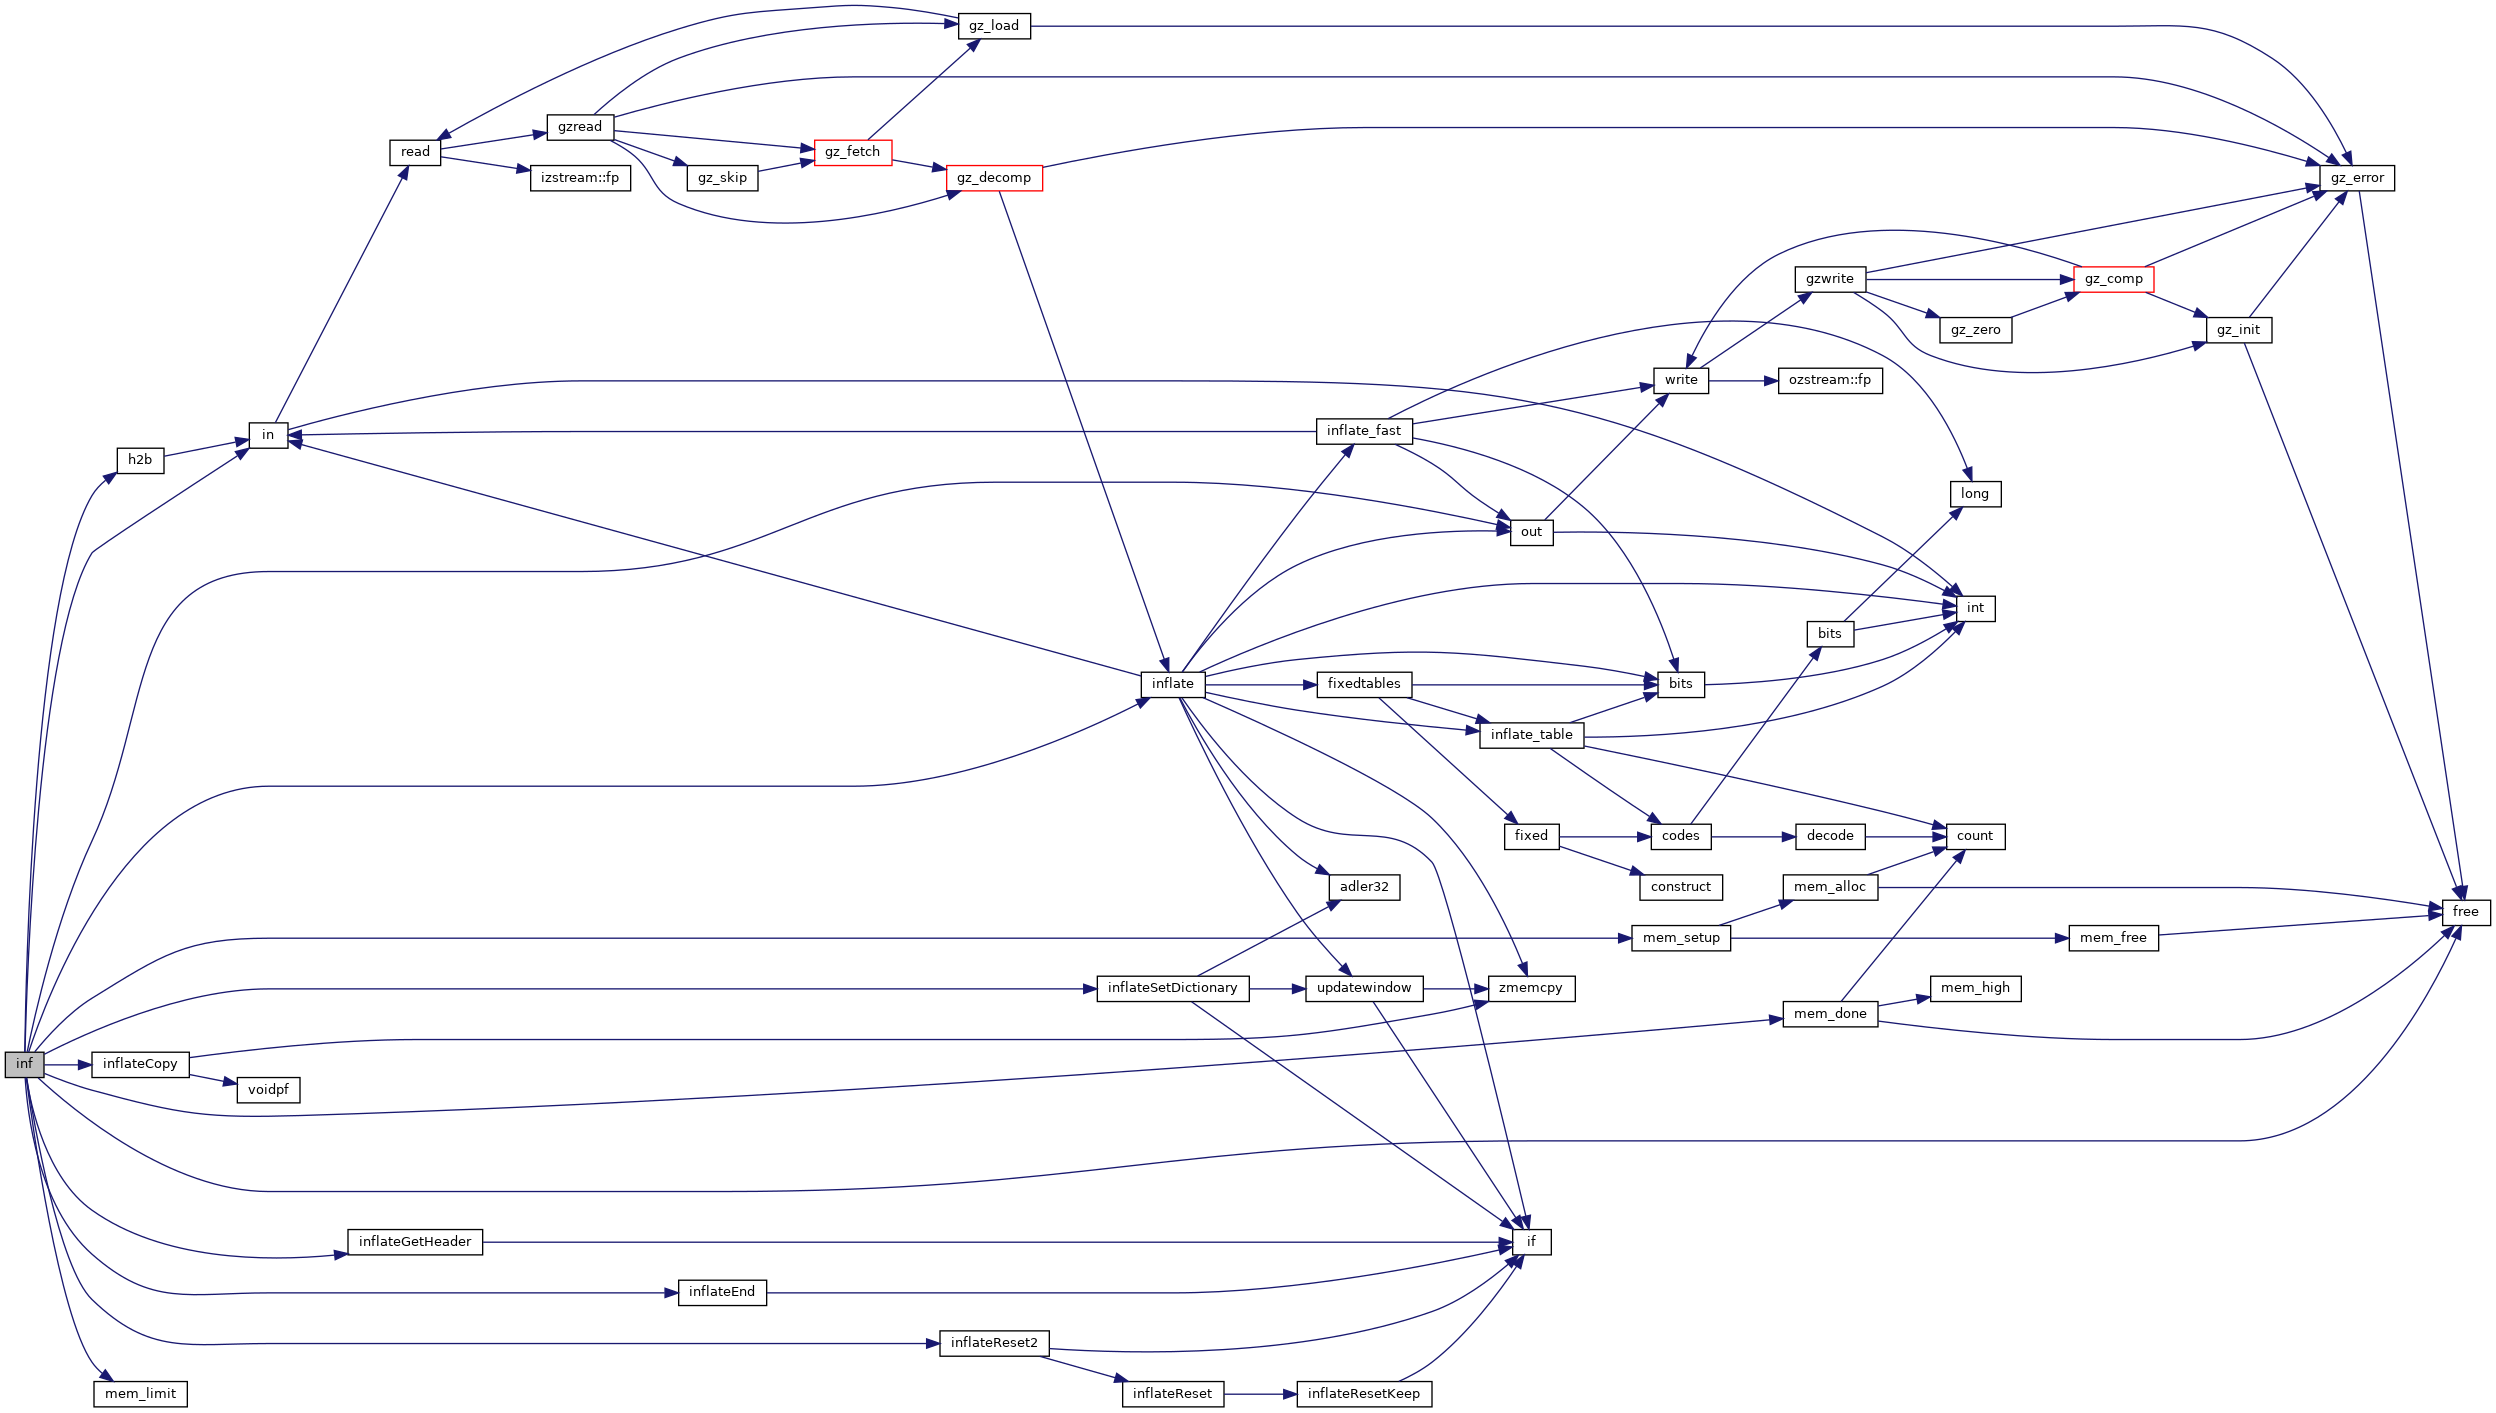 gz_load
gzread
read
gz_fetch
izstream::fp
gz_skip
gz_decomp
gz_error
gzwrite
gz_comp
gz_zero
gz_init
write
ozstream::fp
in
inflate_fast
h2b
long
out
int
bits
inflate
fixedtables
bits
inflate_table
fixed
codes
decode
count
adler32
construct
mem_alloc
free
mem_setup
mem_free
inflateSetDictionary
updatewindow
zmemcpy
mem_high
mem_done
inf
inflateCopy
voidpf
inflateGetHeader
if
inflateEnd
inflateReset2
mem_limit
inflateReset
inflateResetKeep